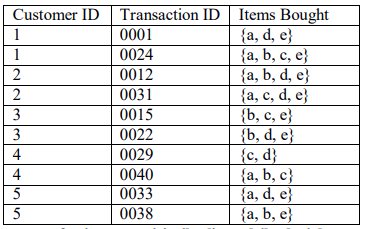 Customer ID Transaction ID Items Bought
1 0001 {a, d, e}
1 0024 {a, b, c, e}
2 0012 {a, b, d, e}
2 0031 {a, c, d, e}
3 0015 {b, c, e}
3 0022 {b, d, e}
4 0029 {c, d}
4 0040 {a, b, c}
5 0033 {a, d, e}
5 0038 {a, b, e}